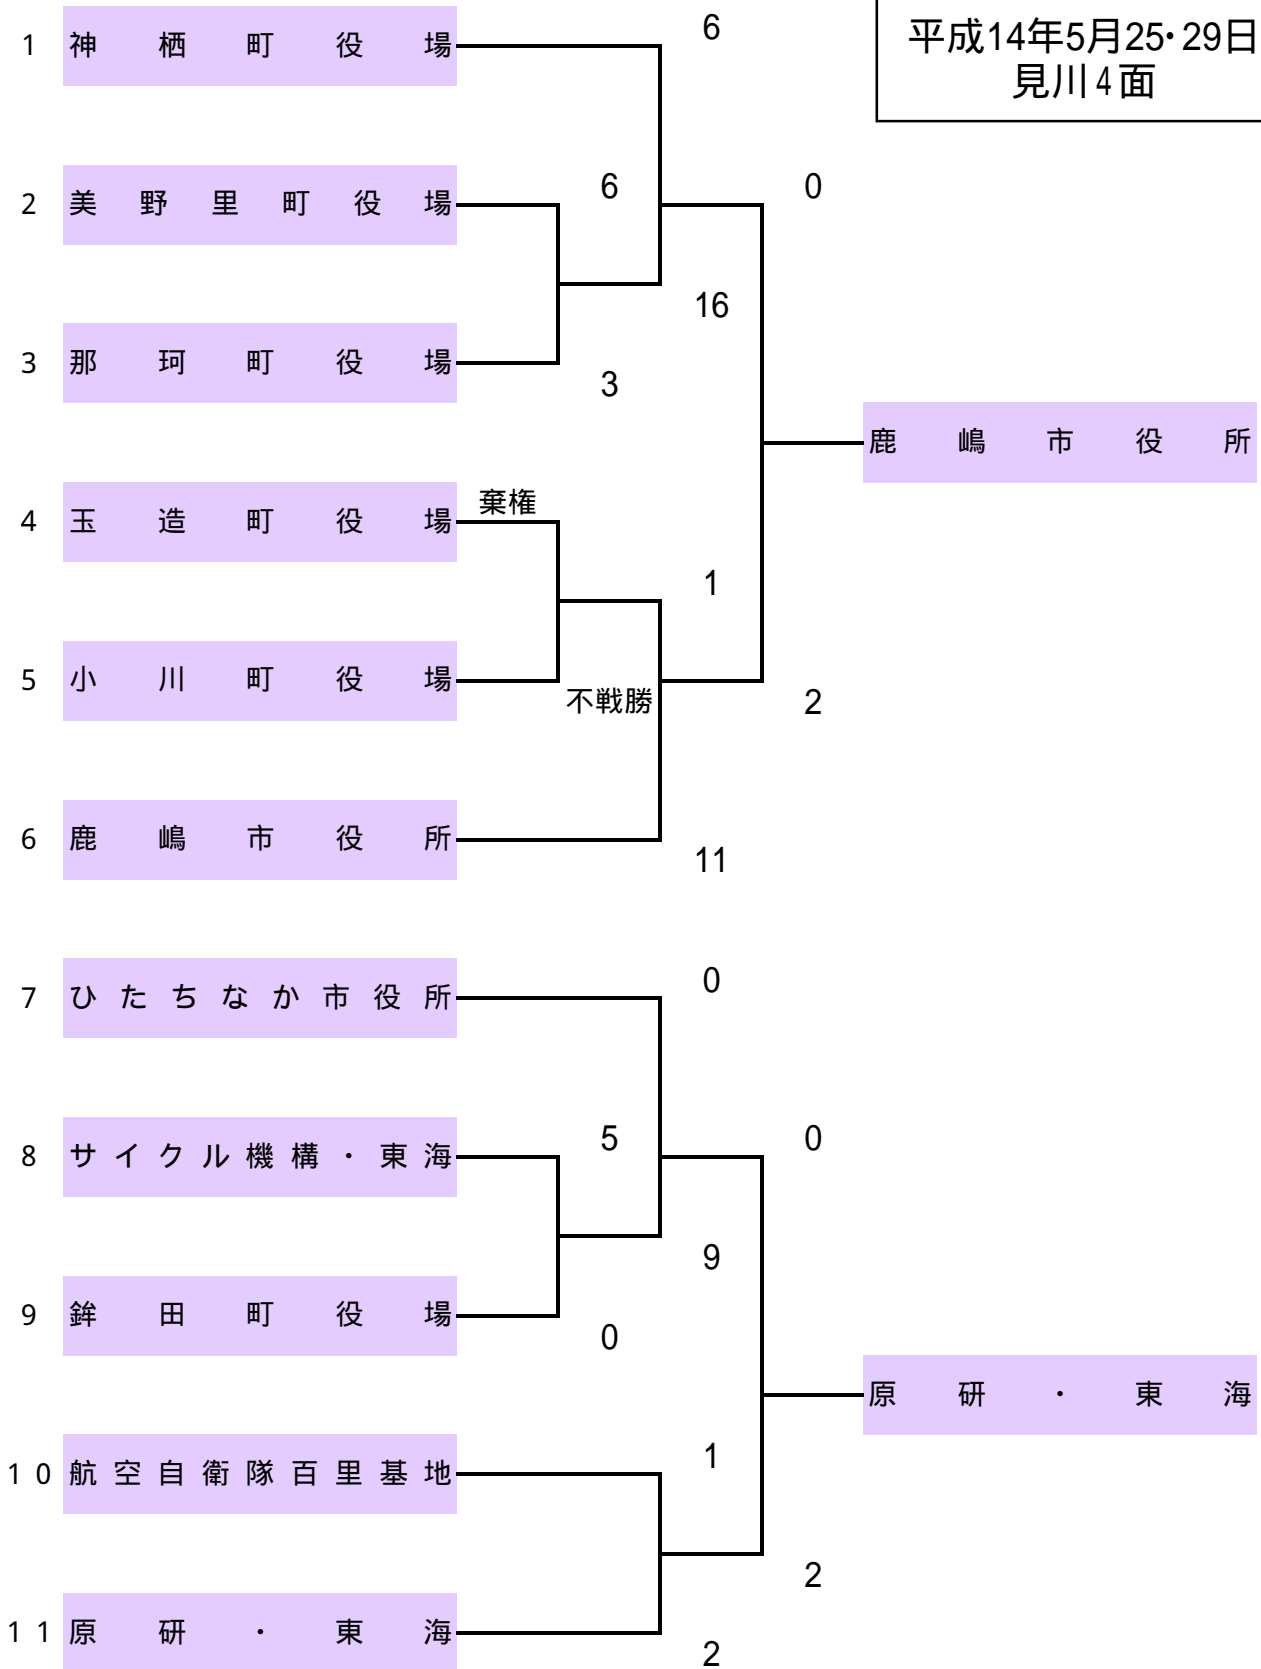 平成14年5月25・29日
見川4面
1 神栖町役場
6
2 美野里町役場
6
0
16
3 那珂町役場
3
鹿嶋市役所
4 玉造町役場
棄権
1
5 小川町役場
不戦勝
2
6 鹿嶋市役所
11
7 ひたちなか市役所
0
8 サイクル機構・東海
5
0
9
9 鉾田町役場
0
原研・東海
10 航空自衛隊百里基地
1
2
11 原研・東海
2